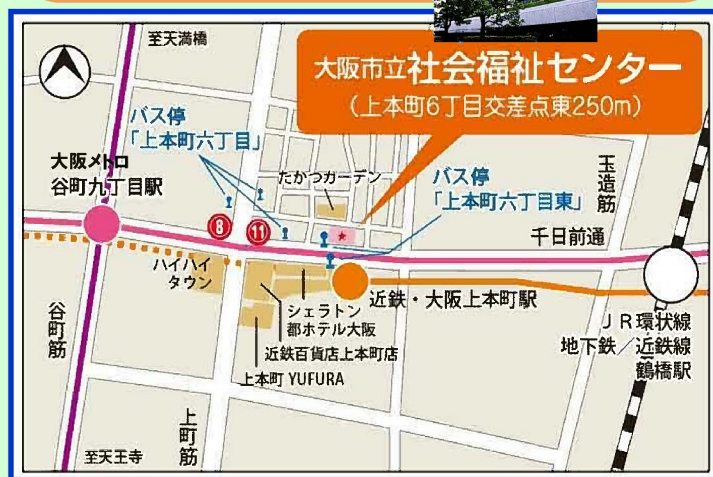 至天満橋
大阪市立社会福祉センター
(上本町6丁目交差点東250m)
バス停
「上本町六丁目」
大阪メトロ
谷町九丁目駅
たかつガーデン
バス停
「上本町六丁目東」
玉造筋
8
11
千日前通
ハイハイ
タウン
シェラトン
都ホテル大阪
近鉄・大阪上本町駅
近鉄百貨店上本町店
上本町 YUFURA
谷町筋
JR環状線
地下鉄/近鉄線
鶴橋駅
上町筋
至天王寺